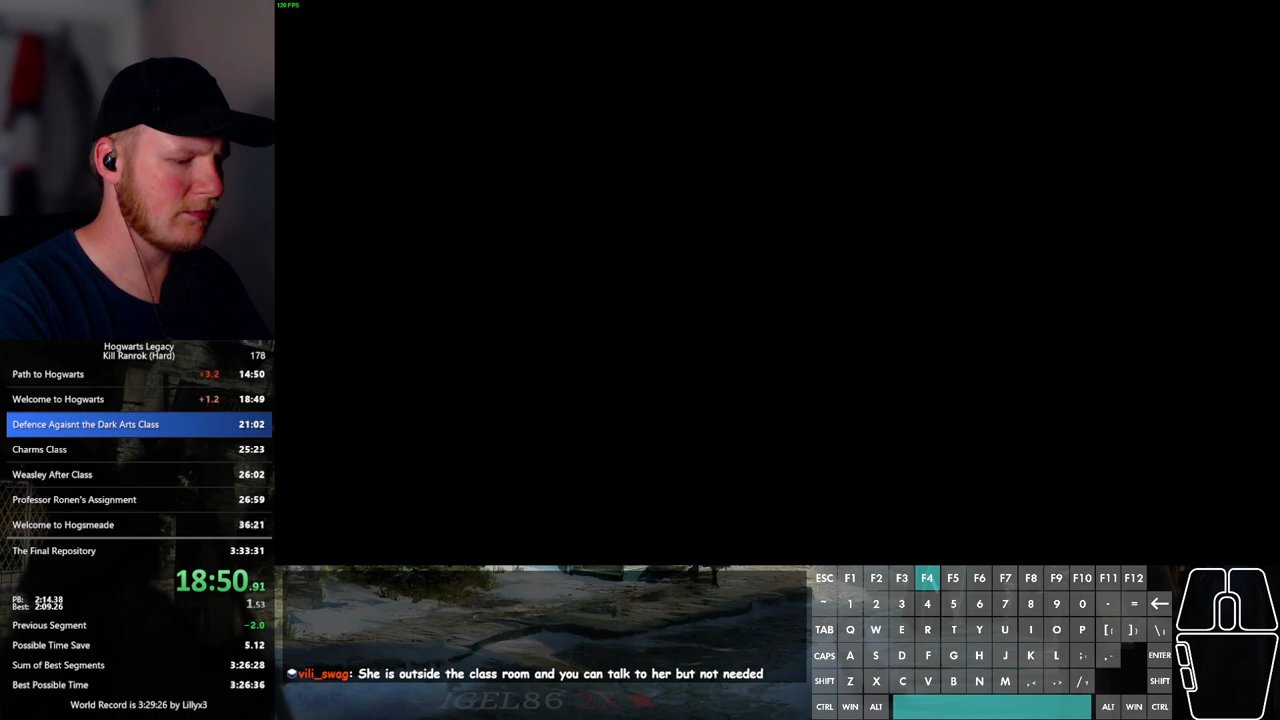 126 FPS
Hogwarts Legacy
Kill Ranrok (Hard) 178
Path to Hogwarts +3.2 14:50
Welcome to Hogwarts +1.2 18:49
Defence Agaisnt the Dark Arts Class 21:02
Charms Class 25:23
Weasley After Class 26:02
Professor Ronen's Assignment 26:59
Welcome to Hogsmeade 36:21
The Final Repository 3:33:31
18:50.91
PB: 2:14.38
Best: 2:09.26 1.53
Previous Segment -2.0
Possible Time Save 5.12
Sum of Best Segments 3:26:28
Best Possible Time 3:26:36
World Record is 3:29:26 by Lillyx3
vili_swag: She is outside the class room and you can talk to her but not needed
IGEL86
ESC F1 F2 F3 F4 F5 F6 F7 F8 F9 F10 F11 F12
~ 1 2 3 4 5 6 7 8 9 0 - = ←
TAB Q W E R T Y U I O P [{ ]} \|
CAPS A S D F G H J K L ;: ENTER
SHIFT Z X C V B N M ,< .> /? SHIFT
CTRL WIN ALT ALT WIN CTRL